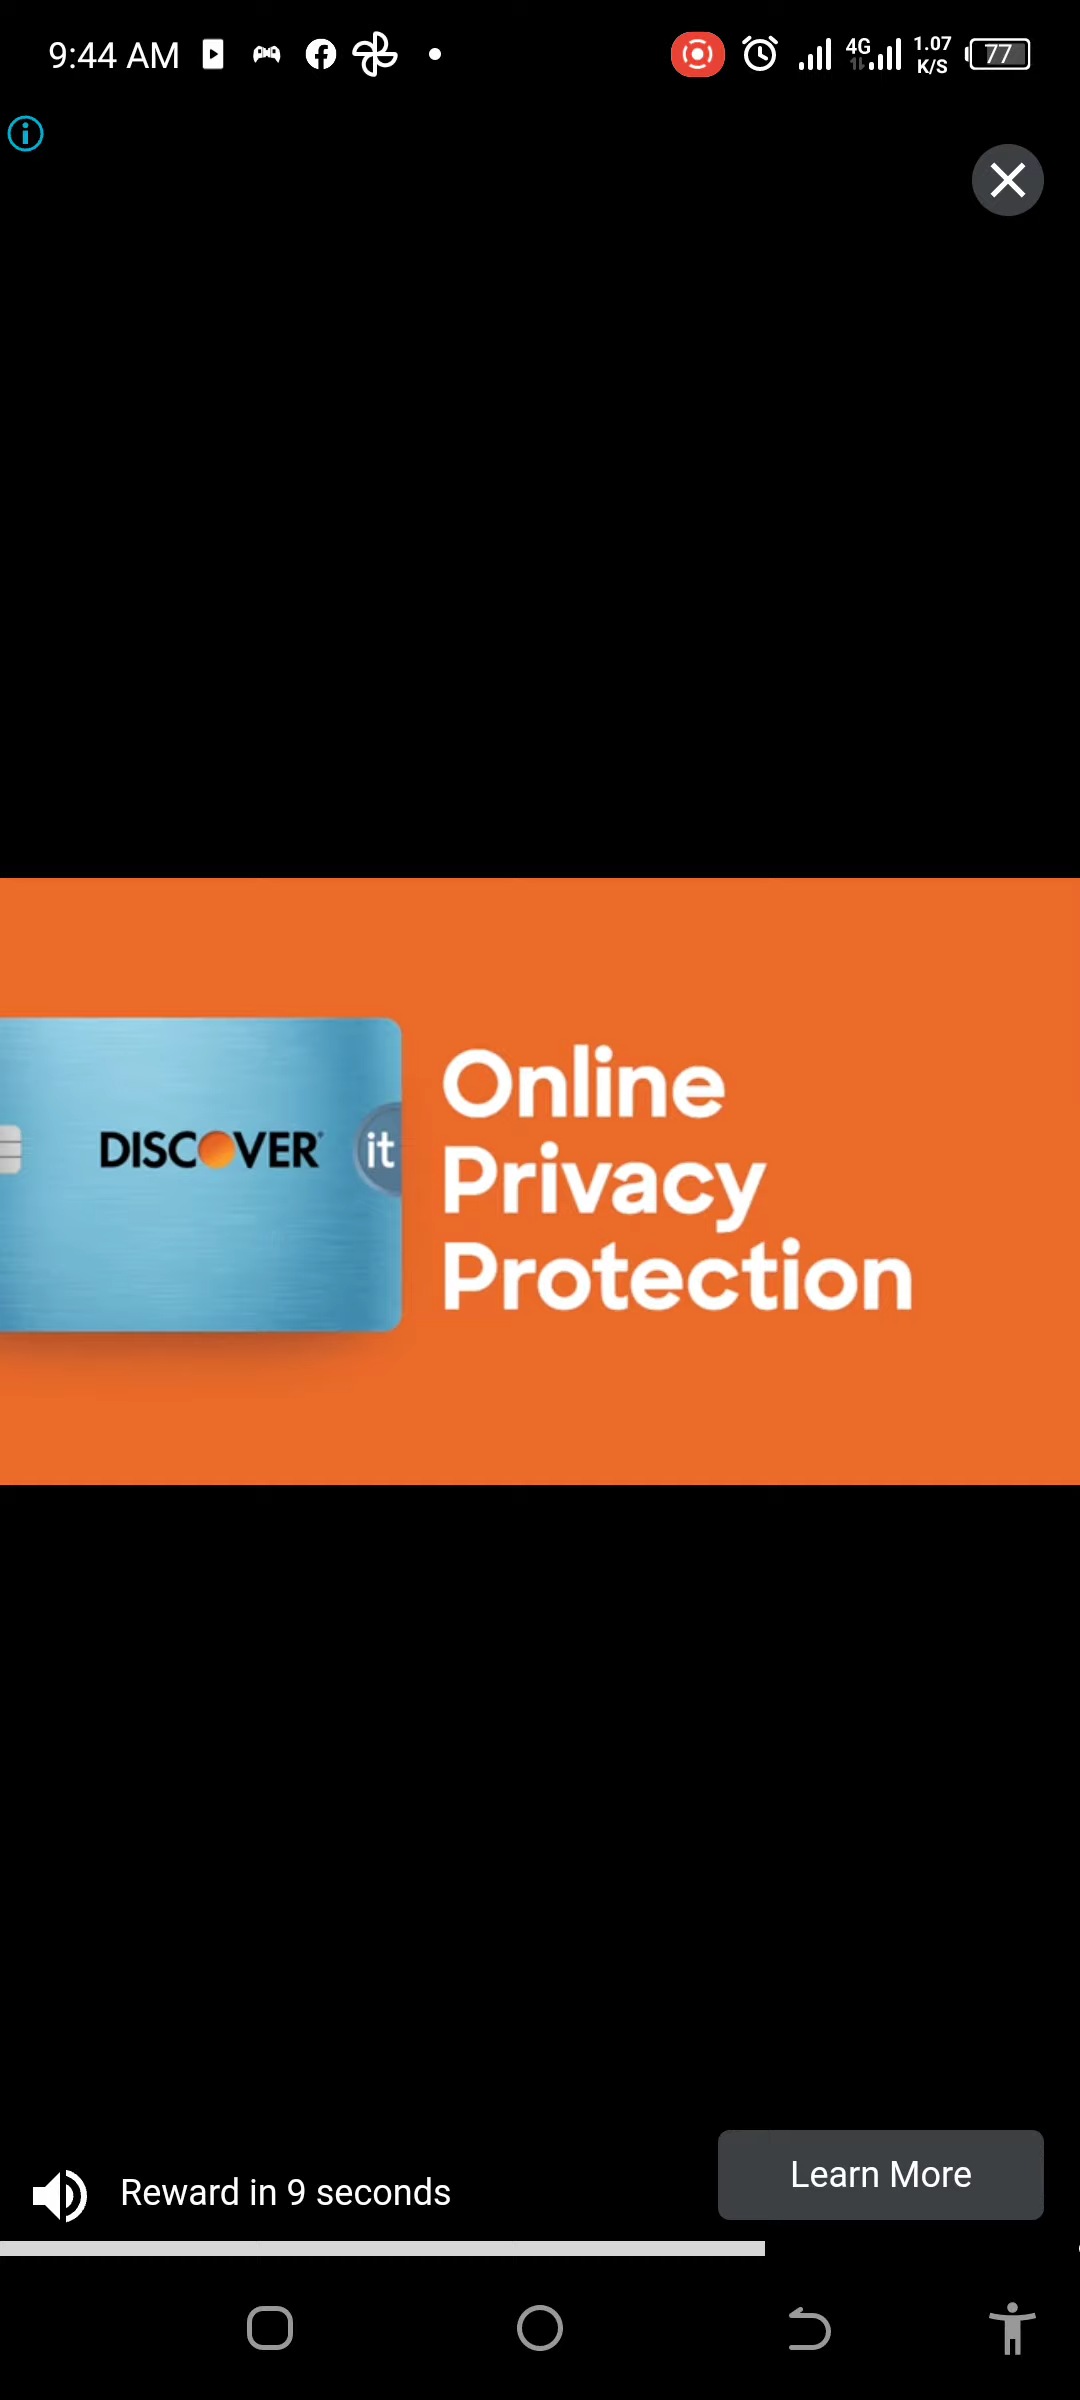 9:44 AM
4G
1.07
K/S
77
DISCOVER
it
Online
Privacy
Protection
Learn More
Reward in 9 seconds